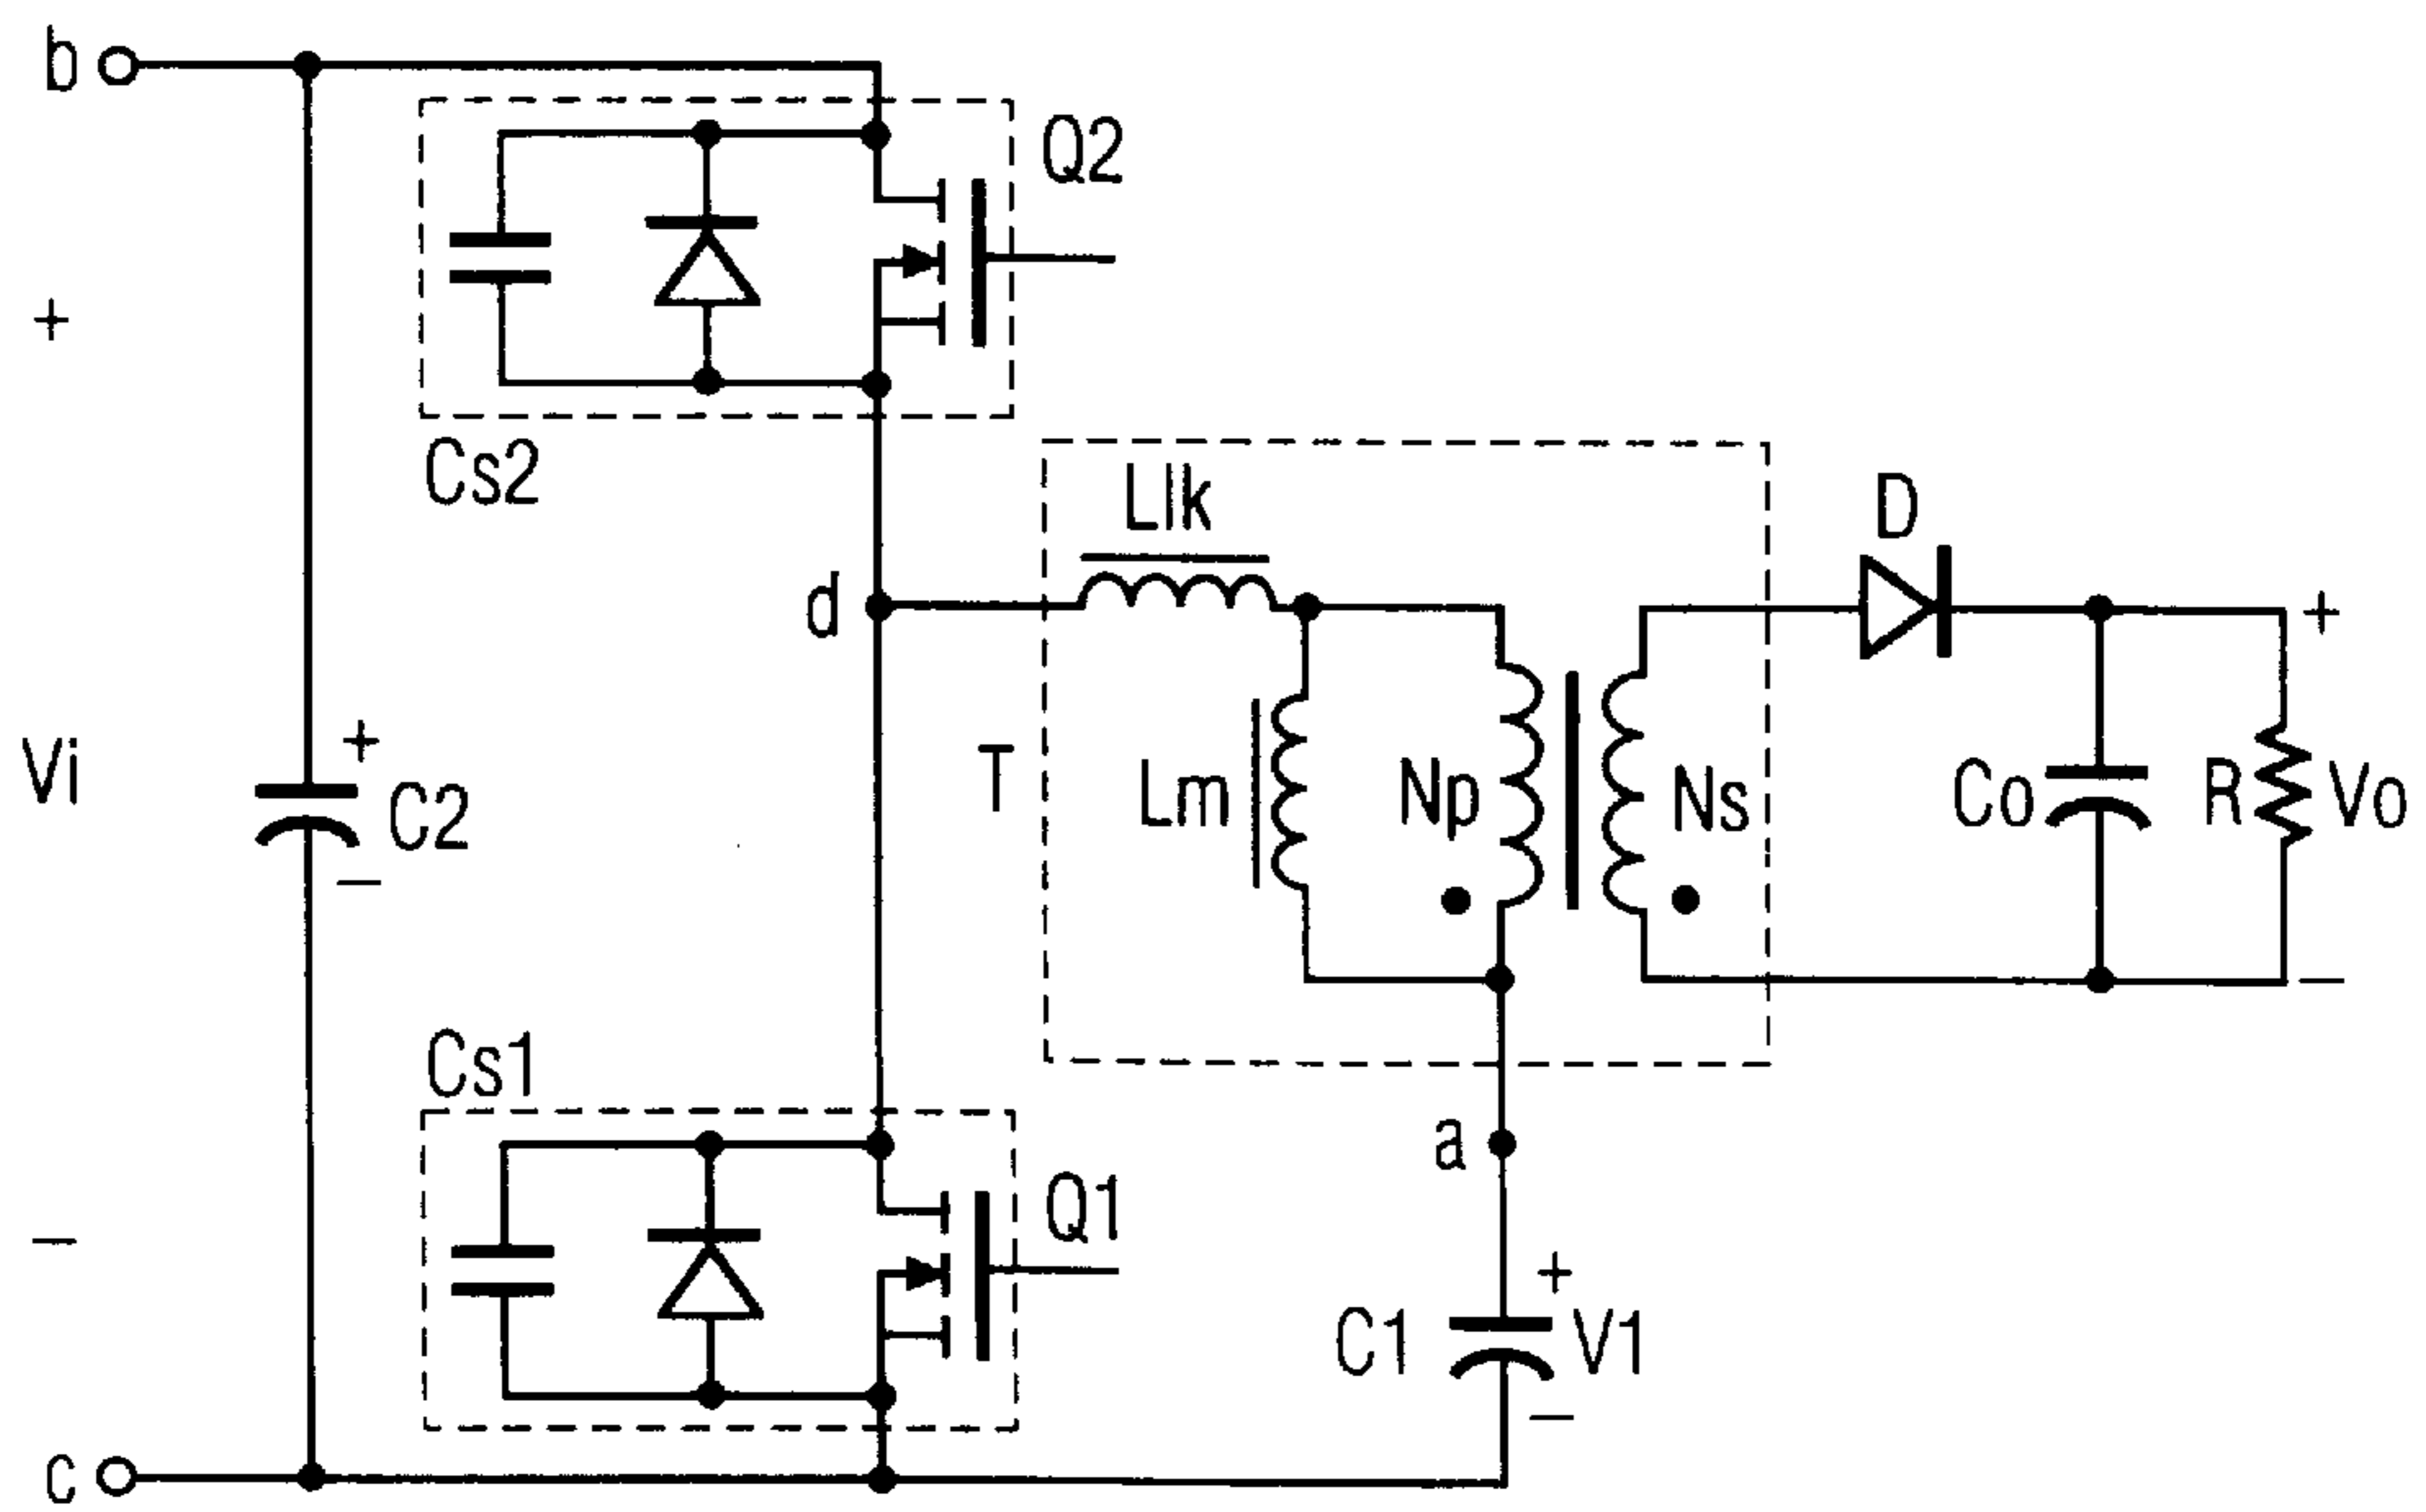 b
Q2
+
Cs2
Llk
D
d
+
+
Vi
C2
T
Lm
Np
Ns
Co
R
Vo
−
−
Cs1
a
Q1
−
+
C1
V1
−
c